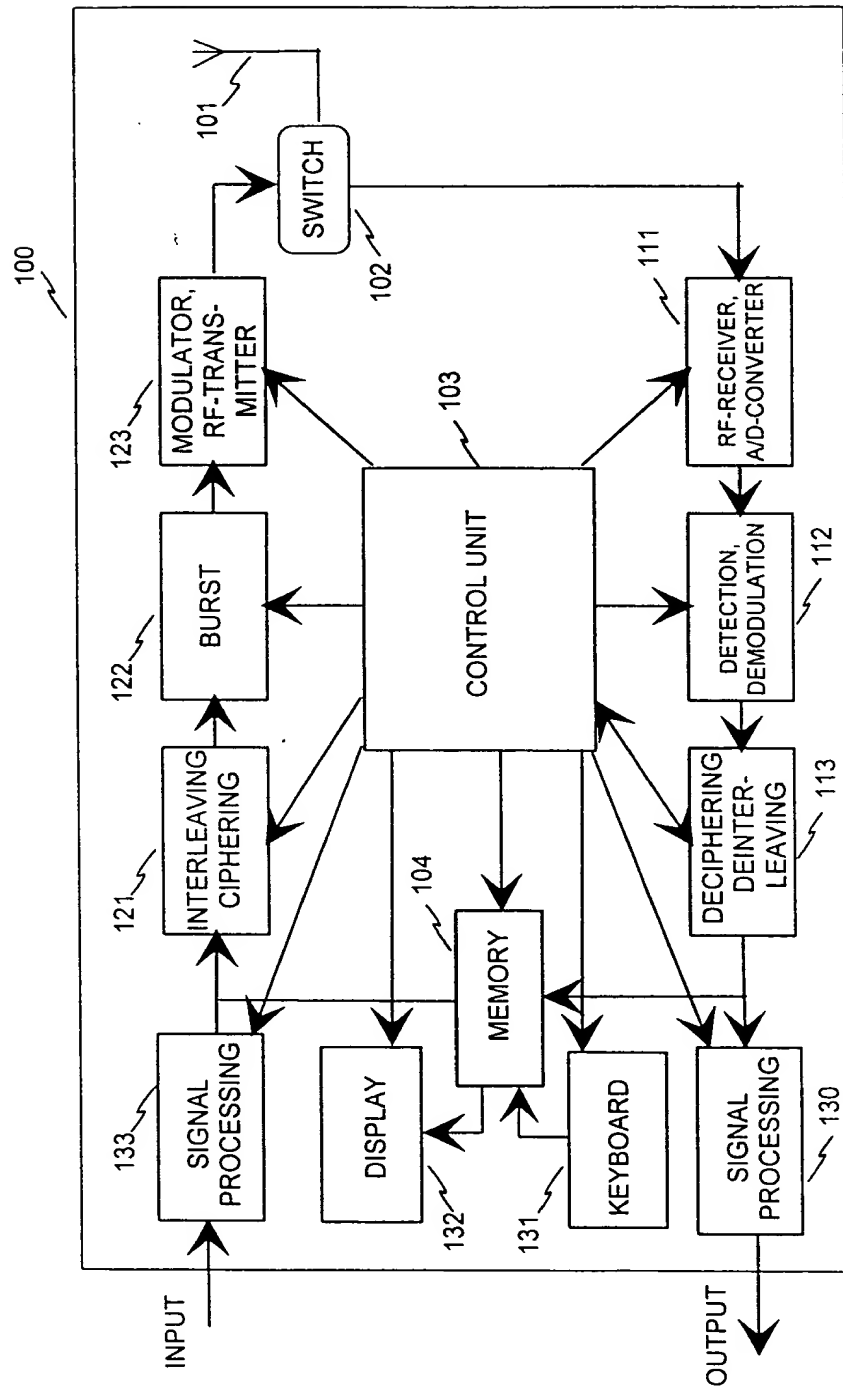 100
101
SWITCH
102
123
MODULATOR,
RF-TRANS-
MITTER
122
BURST
121
INTERLEAVING
CIPHERING
133
SIGNAL
PROCESSING
INPUT
103
CONTROL UNIT
104
MEMORY
DISPLAY
132
131
KEYBOARD
111
RF-RECEIVER,
A/D-CONVERTER
DETECTION,
DEMODULATION
112
DECIPHERING
DEINTER-
LEAVING
113
SIGNAL
PROCESSING
130
OUTPUT